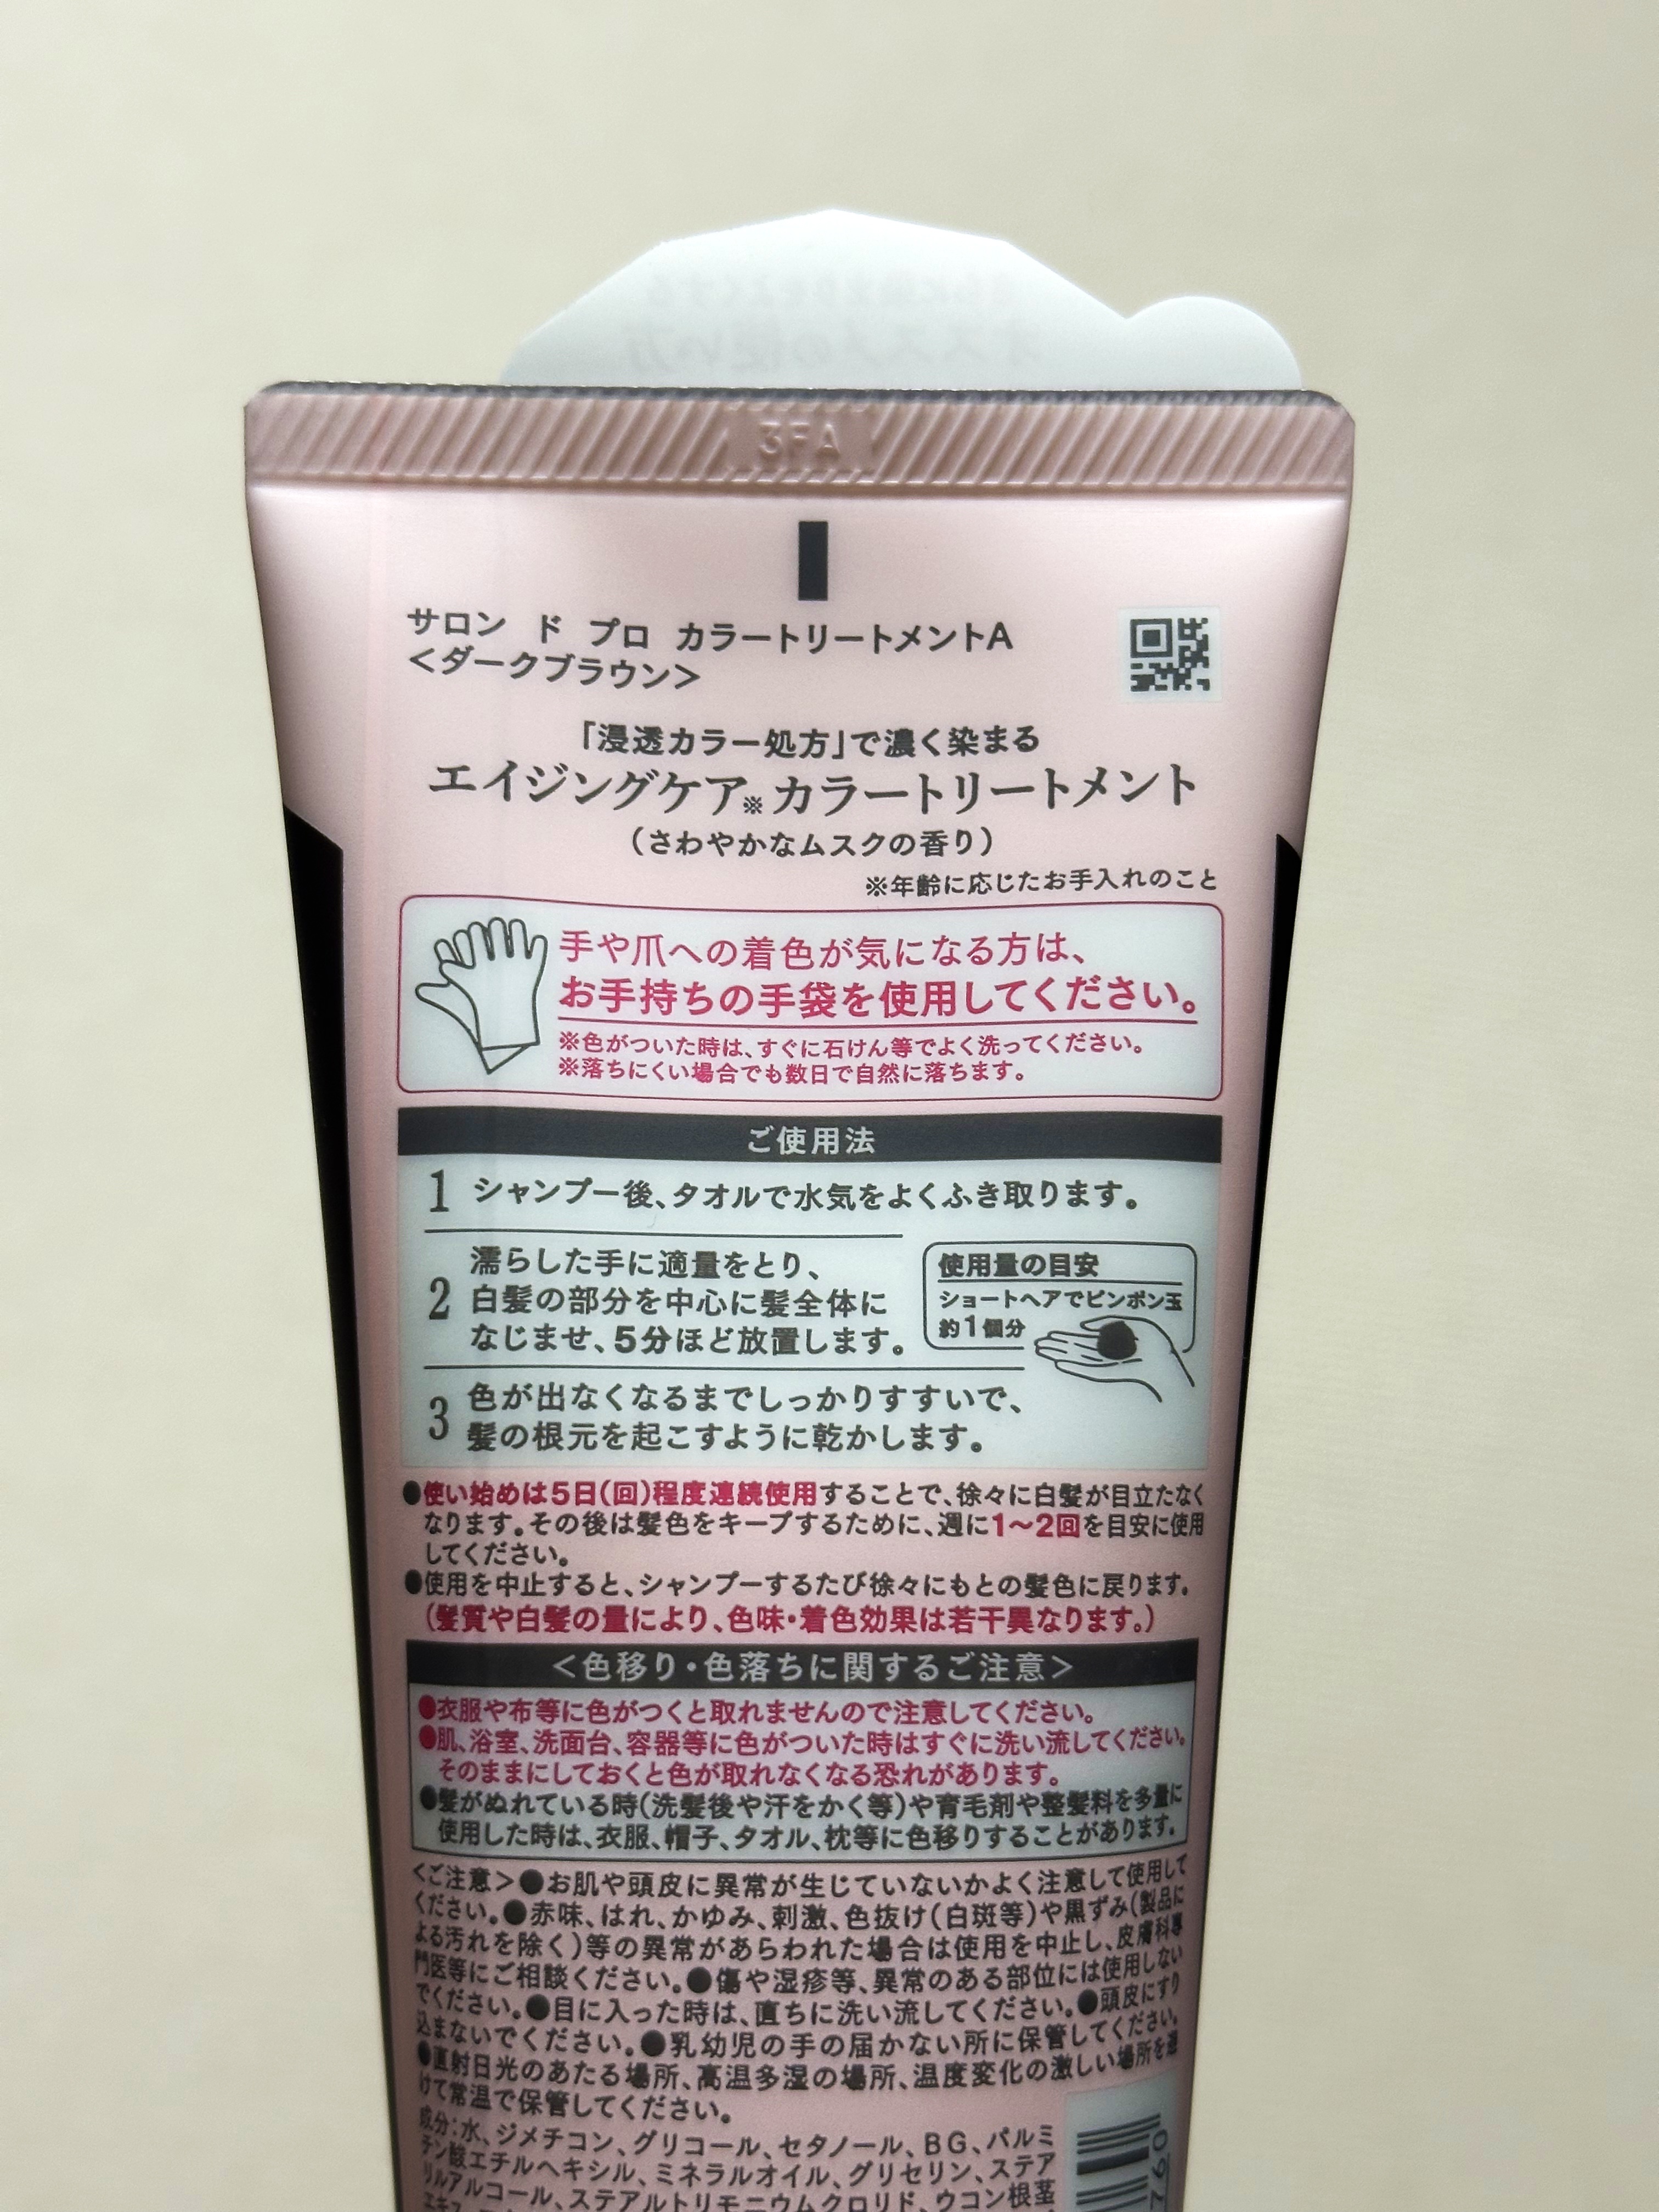 3FA
サロン ド プロ カラートリートメントA
＜ダークブラウン＞
「浸透カラー処方」で濃く染まる
エイジングケア※カラートリートメント
（さわやかなムスクの香り）
※年齢に応じたお手入れのこと
手や爪への着色が気になる方は、
お手持ちの手袋を使用してください。
※色がついた時は、すぐに石けん等でよく洗ってください。
※落ちにくい場合でも数日で自然に落ちます。
ご使用法
1 シャンプー後、タオルで水気をよくふき取ります。
2 濡らした手に適量をとり、
白髪の部分を中心に髪全体に
なじませ、5分ほど放置します。
使用量の目安
ショートヘアでピンポン玉
約1個分
3 色が出なくなるまでしっかりすすいで、
髪の根元を起こすように乾かします。
●使い始めは5日(回)程度連続使用することで、徐々に白髪が目立たなく
なります。その後は髪色をキープするために、週に1〜2回を目安に使用
してください。
●使用を中止すると、シャンプーするたび徐々にもとの髪色に戻ります。
(髪質や白髪の量により、色味・着色効果は若干異なります。)
＜色移り・色落ちに関するご注意＞
●衣服や布等に色がつくと取れませんので注意してください。
●肌、浴室、洗面台、容器等に色がついた時はすぐに洗い流してください。
そのままにしておくと色が取れなくなる恐れがあります。
●髪がぬれている時(洗髪後や汗をかく等)や育毛剤や整髪料を多量に
使用した時は、衣服、帽子、タオル、枕等に色移りすることがあります。
＜ご注意＞●お肌や頭皮に異常が生じていないかよく注意して使用して
ください。●赤味、はれ、かゆみ、刺激、色抜け(白斑等)や黒ずみ(製品に
よる汚れを除く)等の異常があらわれた場合は使用を中止し、皮膚科専
門医等にご相談ください。●傷や湿疹等、異常のある部位には使用しない
でください。●目に入った時は、直ちに洗い流してください。●頭皮にすり
込まないでください。●乳幼児の手の届かない所に保管してください。
●直射日光のあたる場所、高温多湿の場所、温度変化の激しい場所を避
けて常温で保管してください。
成分：水、ジメチコン、グリコール、セタノール、BG、パルミ
チン酸エチルヘキシル、ミネラルオイル、グリセリン、ステア
リルアルコール、ステアルトリモニウムクロリド、ウコン根茎
エキス